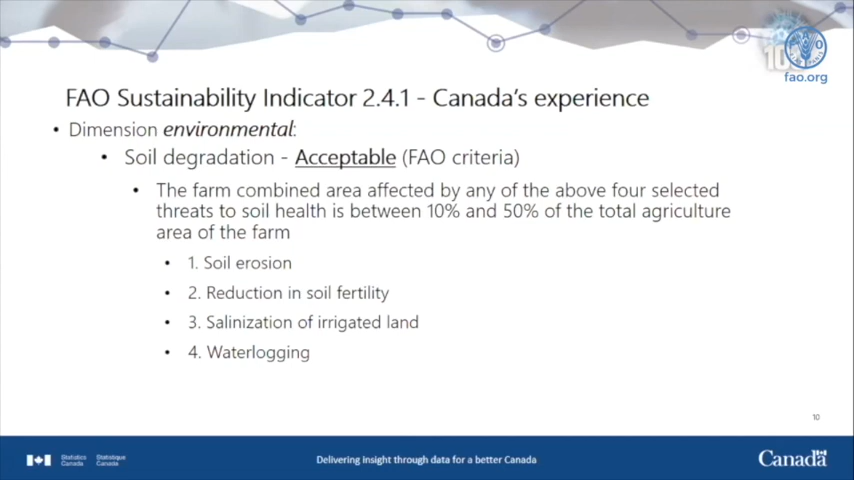 100
fao.org
FAO Sustainability Indicator 2.4.1 - Canada's experience
• Dimension environmental:
• Soil degradation - Acceptable (FAO criteria)
• The farm combined area affected by any of the above four selected
threats to soil health is between 10% and 50% of the total agriculture
area of the farm
• 1. Soil erosion
• 2. Reduction in soil fertility
• 3. Salinization of irrigated land
• 4. Waterlogging
10
Statistics Statistique
Canada Canada
Delivering insight through data for a better Canada
Canada